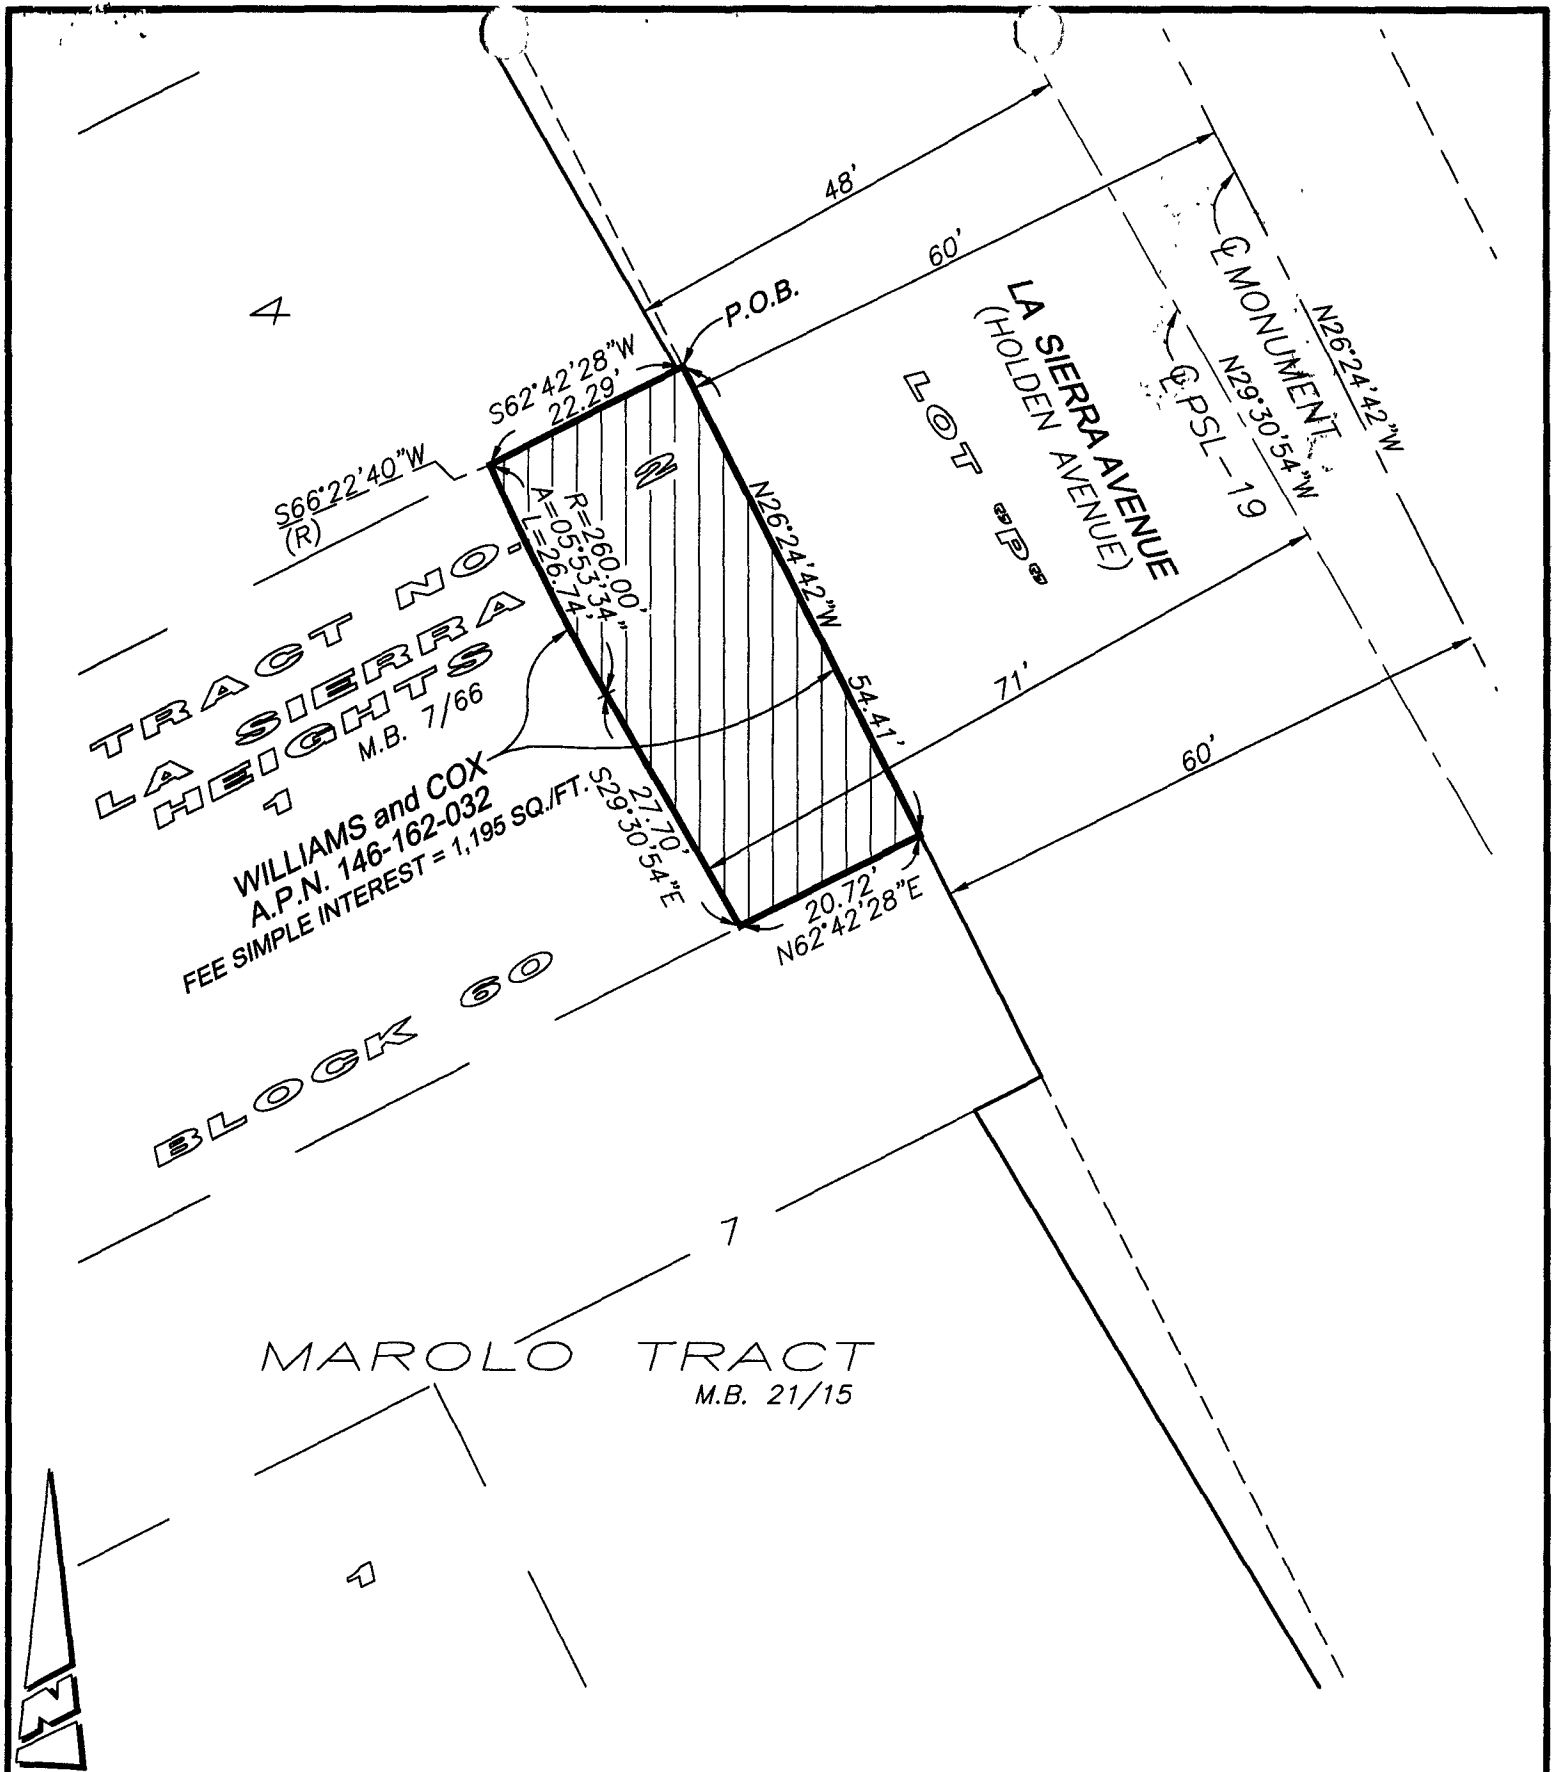 48'
60'
4
P.O.B.
LA SIERRA AVENUE
(HOLDEN AVENUE)
LOT "P"
℄ MONUMENT
N26°24'42"W
℄ PSL-19
N29°30'54"W
S62°42'28"W
22.29'
S66°22'40"W
(R)
2
R=260.00'
A=05°53'34"
L=26.74'
N26°24'42"W
54.41'
71'
60'
TRACT NO.
LA SIERRA
HEIGHTS
1
M.B. 7/66
WILLIAMS and COX
A.P.N. 146-162-032
FEE SIMPLE INTEREST = 1,195 SQ./FT.
27.70'
S29°30'54"E
20.72'
N62°42'28"E
BLOCK 60
7
MAROLO TRACT
M.B. 21/15
1
N